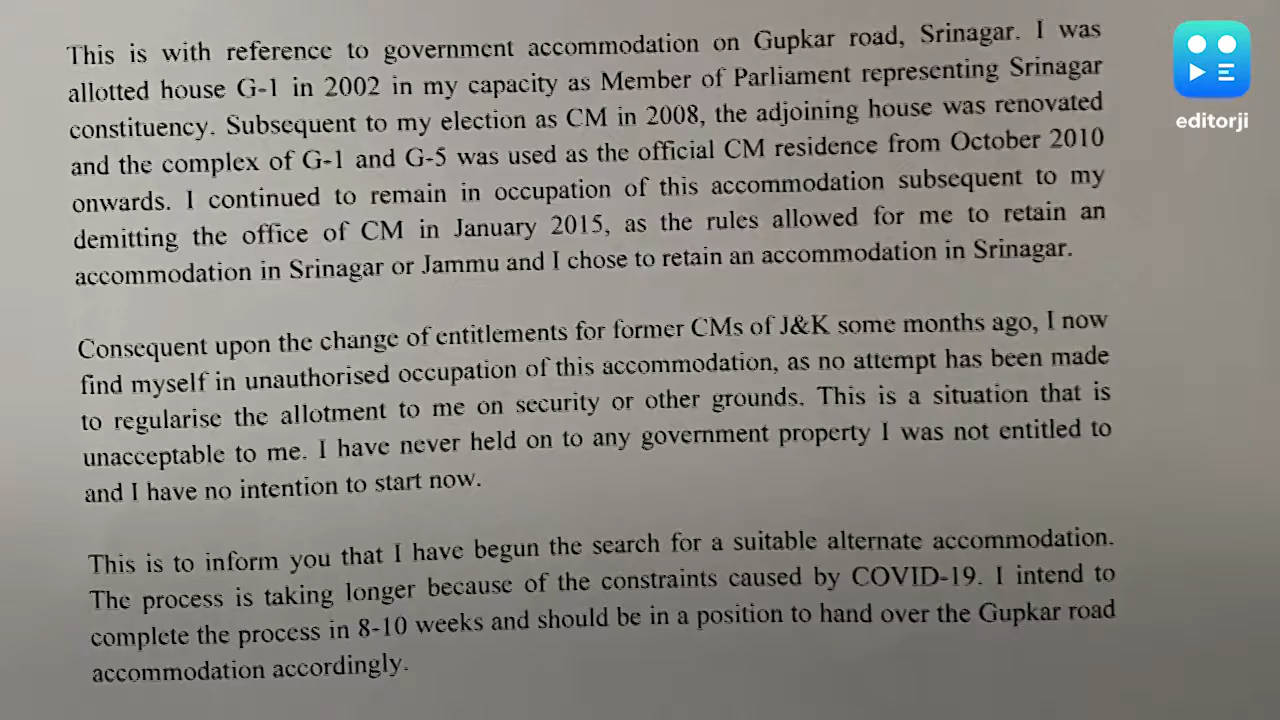 This is with reference to government accommodation on Gupkar road, Srinagar. I was
allotted house G-1 in 2002 in my capacity as Member of Parliament representing Srinagar
constituency. Subsequent to my election as CM in 2008, the adjoining house was renovated
and the complex of G-1 and G-5 was used as the official CM residence from October 2010
onwards. I continued to remain in occupation of this accommodation subsequent to my
demitting the office of CM in January 2015, as the rules allowed for me to retain an
accommodation in Srinagar or Jammu and I chose to retain an accommodation in Srinagar.
Consequent upon the change of entitlements for former CMs of J&K some months ago, I now
find myself in unauthorised occupation of this accommodation, as no attempt has been made
to regularise the allotment to me on security or other grounds. This is a situation that is
unacceptable to me. I have never held on to any government property I was not entitled to
and I have no intention to start now.
This is to inform you that I have begun the search for a suitable alternate accommodation.
The process is taking longer because of the constraints caused by COVID-19. I intend to
complete the process in 8-10 weeks and should be in a position to hand over the Gupkar road
accommodation accordingly.
editorji